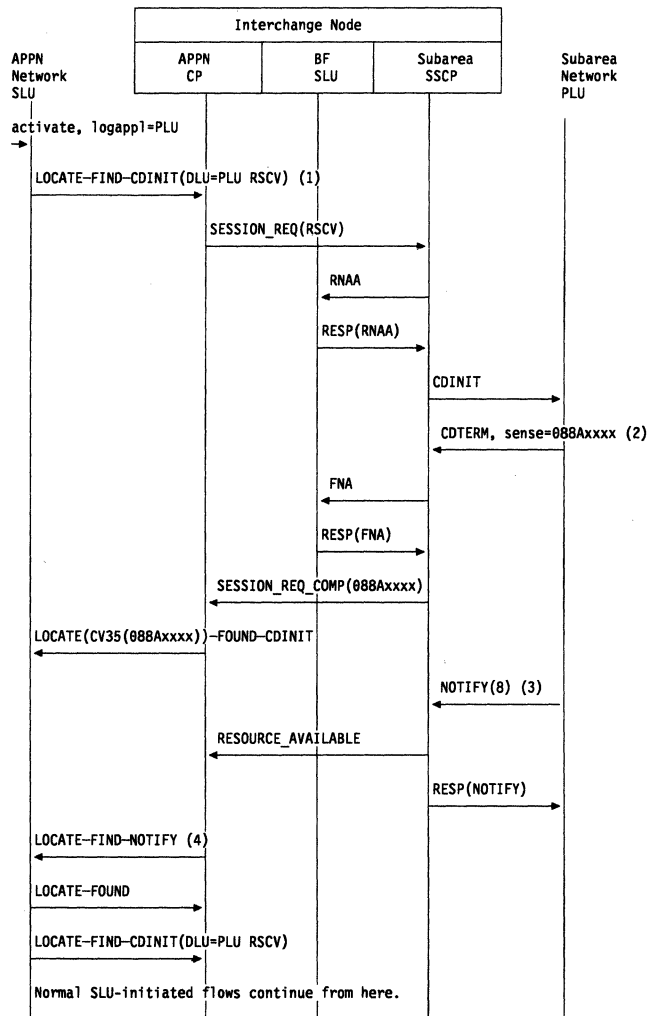 Interchange Node
APPN Network SLU
APPN CP
BF SLU
Subarea SSCP
Subarea Network PLU
activate, logappl=PLU
LOCATE—FIND—CDINIT(DLU=PLU RSCV) (1)
SESSION_REQ(RSCV)
RNAA
RESP(RNAA)
CDINIT
CDTERM, sense=088Axxxx (2)
FNA
RESP(FNA)
SESSION_REQ_COMP(088Axxxx)
LOCATE(CV35(088Axxxx))—FOUND—CDINIT
NOTIFY(8) (3)
RESOURCE_AVAILABLE
RESP(NOTIFY)
LOCATE—FIND—NOTIFY (4)
LOCATE—FOUND
LOCATE—FIND—CDINIT(DLU=PLU RSCV)
Normal SLU-initiated flows continue from here.